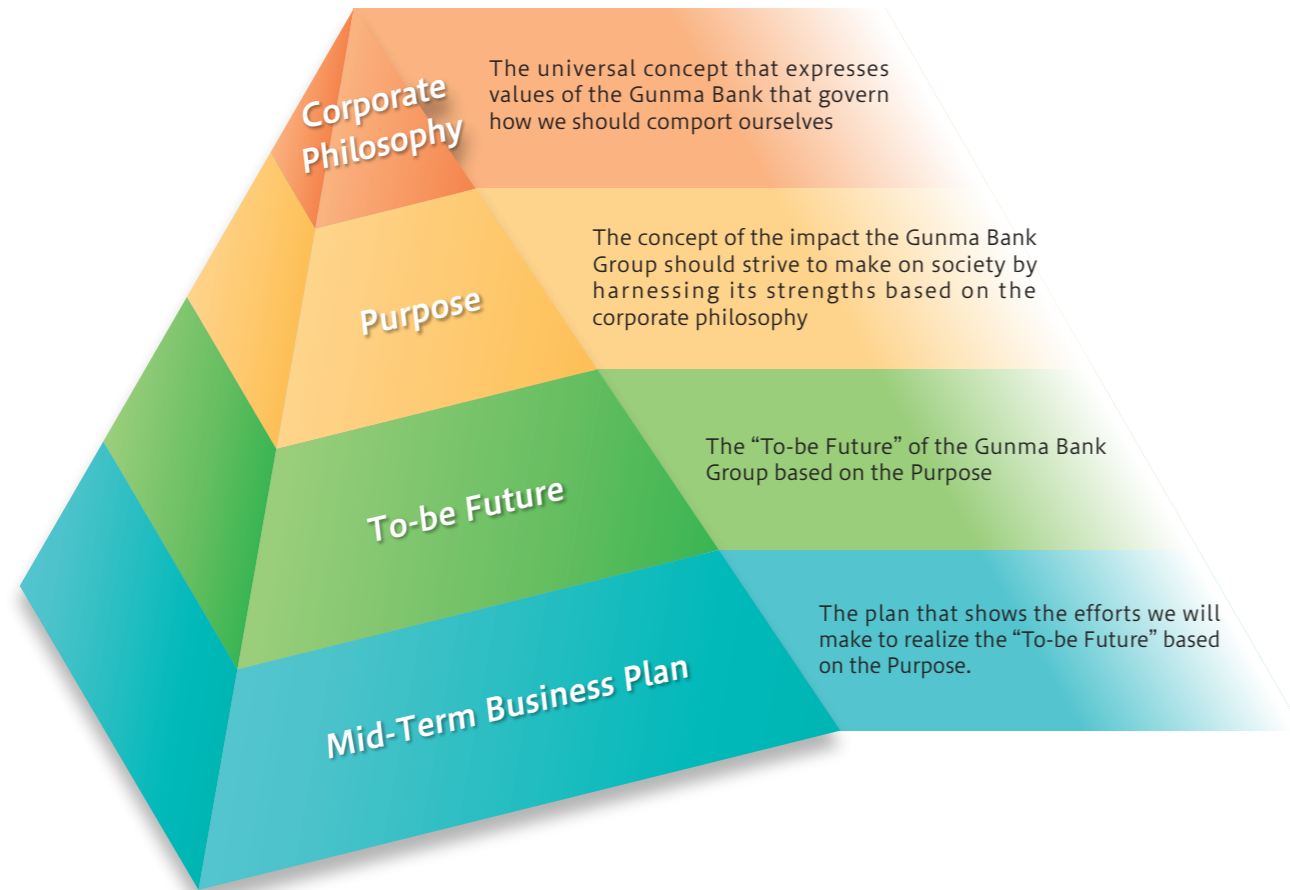 Corporate
Philosophy
The universal concept that expresses
values of the Gunma Bank that govern
how we should comport ourselves
Purpose
The concept of the impact the Gunma Bank
Group should strive to make on society by
harnessing its strengths based on the
corporate philosophy
To-be Future
The “To-be Future” of the Gunma Bank
Group based on the Purpose
Mid-Term Business Plan
The plan that shows the efforts we will
make to realize the “To-be Future” based
on the Purpose.